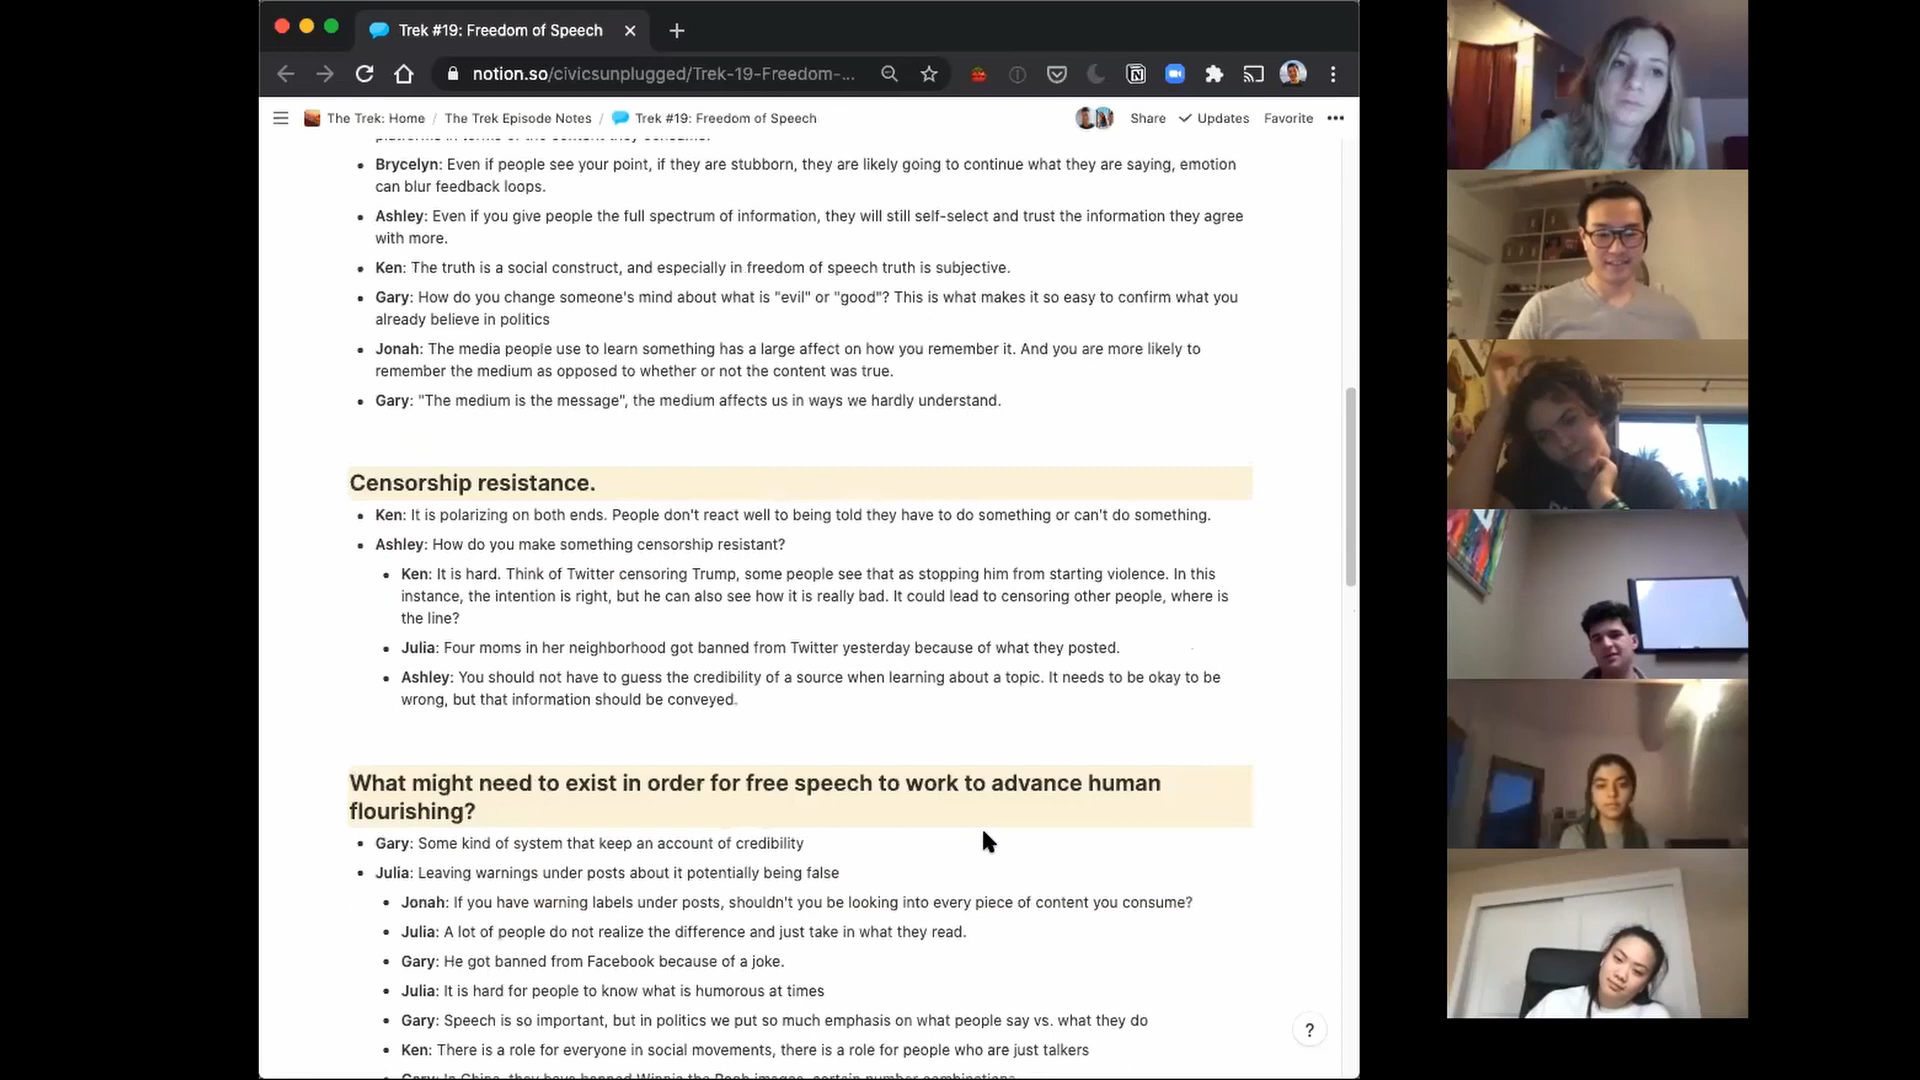 Trek #19: Freedom of Speech
notion.so/civicsunplugged/Trek-19-Freedom-...
The Trek: Home / The Trek Episode Notes / Trek #19: Freedom of Speech Share Updates Favorite
platforms in terms of the content they consume.
Brycelyn: Even if people see your point, if they are stubborn, they are likely going to continue what they are saying, emotion
can blur feedback loops.
Ashley: Even if you give people the full spectrum of information, they will still self-select and trust the information they agree
with more.
Ken: The truth is a social construct, and especially in freedom of speech truth is subjective.
Gary: How do you change someone's mind about what is "evil" or "good"? This is what makes it so easy to confirm what you
already believe in politics
Jonah: The media people use to learn something has a large affect on how you remember it. And you are more likely to
remember the medium as opposed to whether or not the content was true.
Gary: "The medium is the message", the medium affects us in ways we hardly understand.
Censorship resistance.
Ken: It is polarizing on both ends. People don't react well to being told they have to do something or can't do something.
Ashley: How do you make something censorship resistant?
Ken: It is hard. Think of Twitter censoring Trump, some people see that as stopping him from starting violence. In this
instance, the intention is right, but he can also see how it is really bad. It could lead to censoring other people, where is
the line?
Julia: Four moms in her neighborhood got banned from Twitter yesterday because of what they posted.
Ashley: You should not have to guess the credibility of a source when learning about a topic. It needs to be okay to be
wrong, but that information should be conveyed.
What might need to exist in order for free speech to work to advance human
flourishing?
Gary: Some kind of system that keep an account of credibility
Julia: Leaving warnings under posts about it potentially being false
Jonah: If you have warning labels under posts, shouldn't you be looking into every piece of content you consume?
Julia: A lot of people do not realize the difference and just take in what they read.
Gary: He got banned from Facebook because of a joke.
Julia: It is hard for people to know what is humorous at times
Gary: Speech is so important, but in politics we put so much emphasis on what people say vs. what they do
?
Ken: There is a role for everyone in social movements, there is a role for people who are just talkers
Gary: In China, they have banned Winnie the Pooh images, certain number combinations